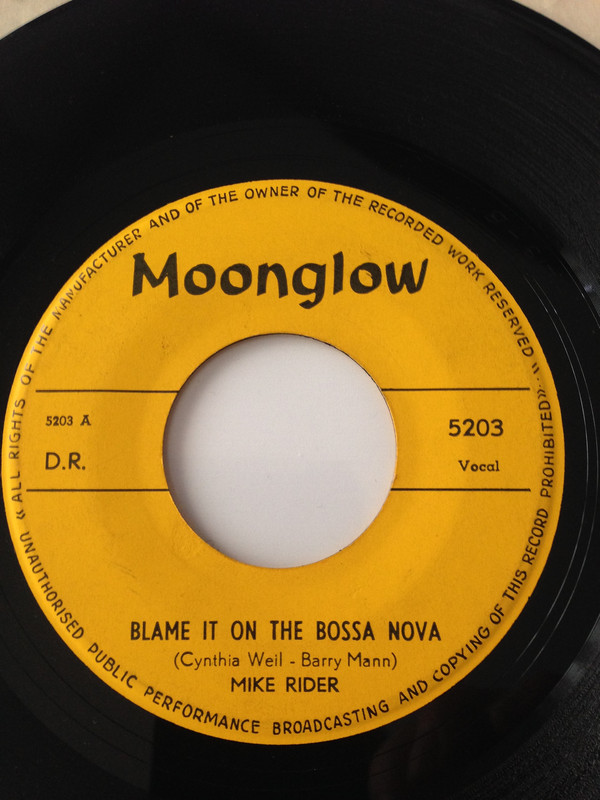 «ALL RIGHTS OF THE MANUFACTURER AND OF THE OWNER OF THE RECORDED WORK RESERVED «
Moonglow
5203 A
D.R.
5203
Vocal
BLAME IT ON THE BOSSA NOVA
(Cynthia Weil - Barry Mann)
MIKE RIDER
UNAUTHORISED PUBLIC PERFORMANCE BROADCASTING AND COPYING OF THIS RECORD PROHIBITED».